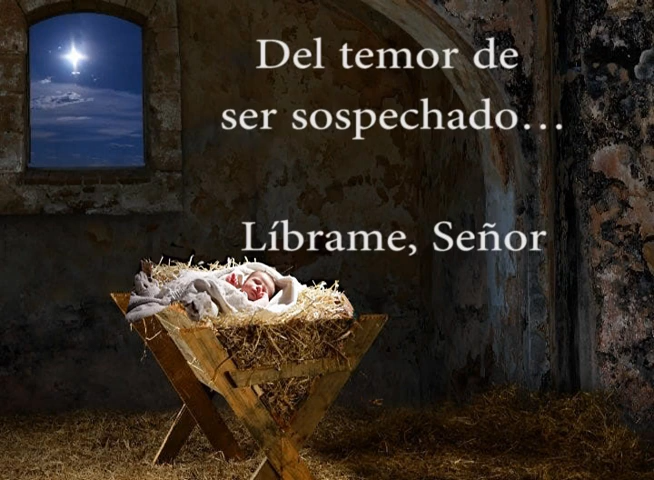 Del temor de
ser sospechado…
Líbrame, Señor